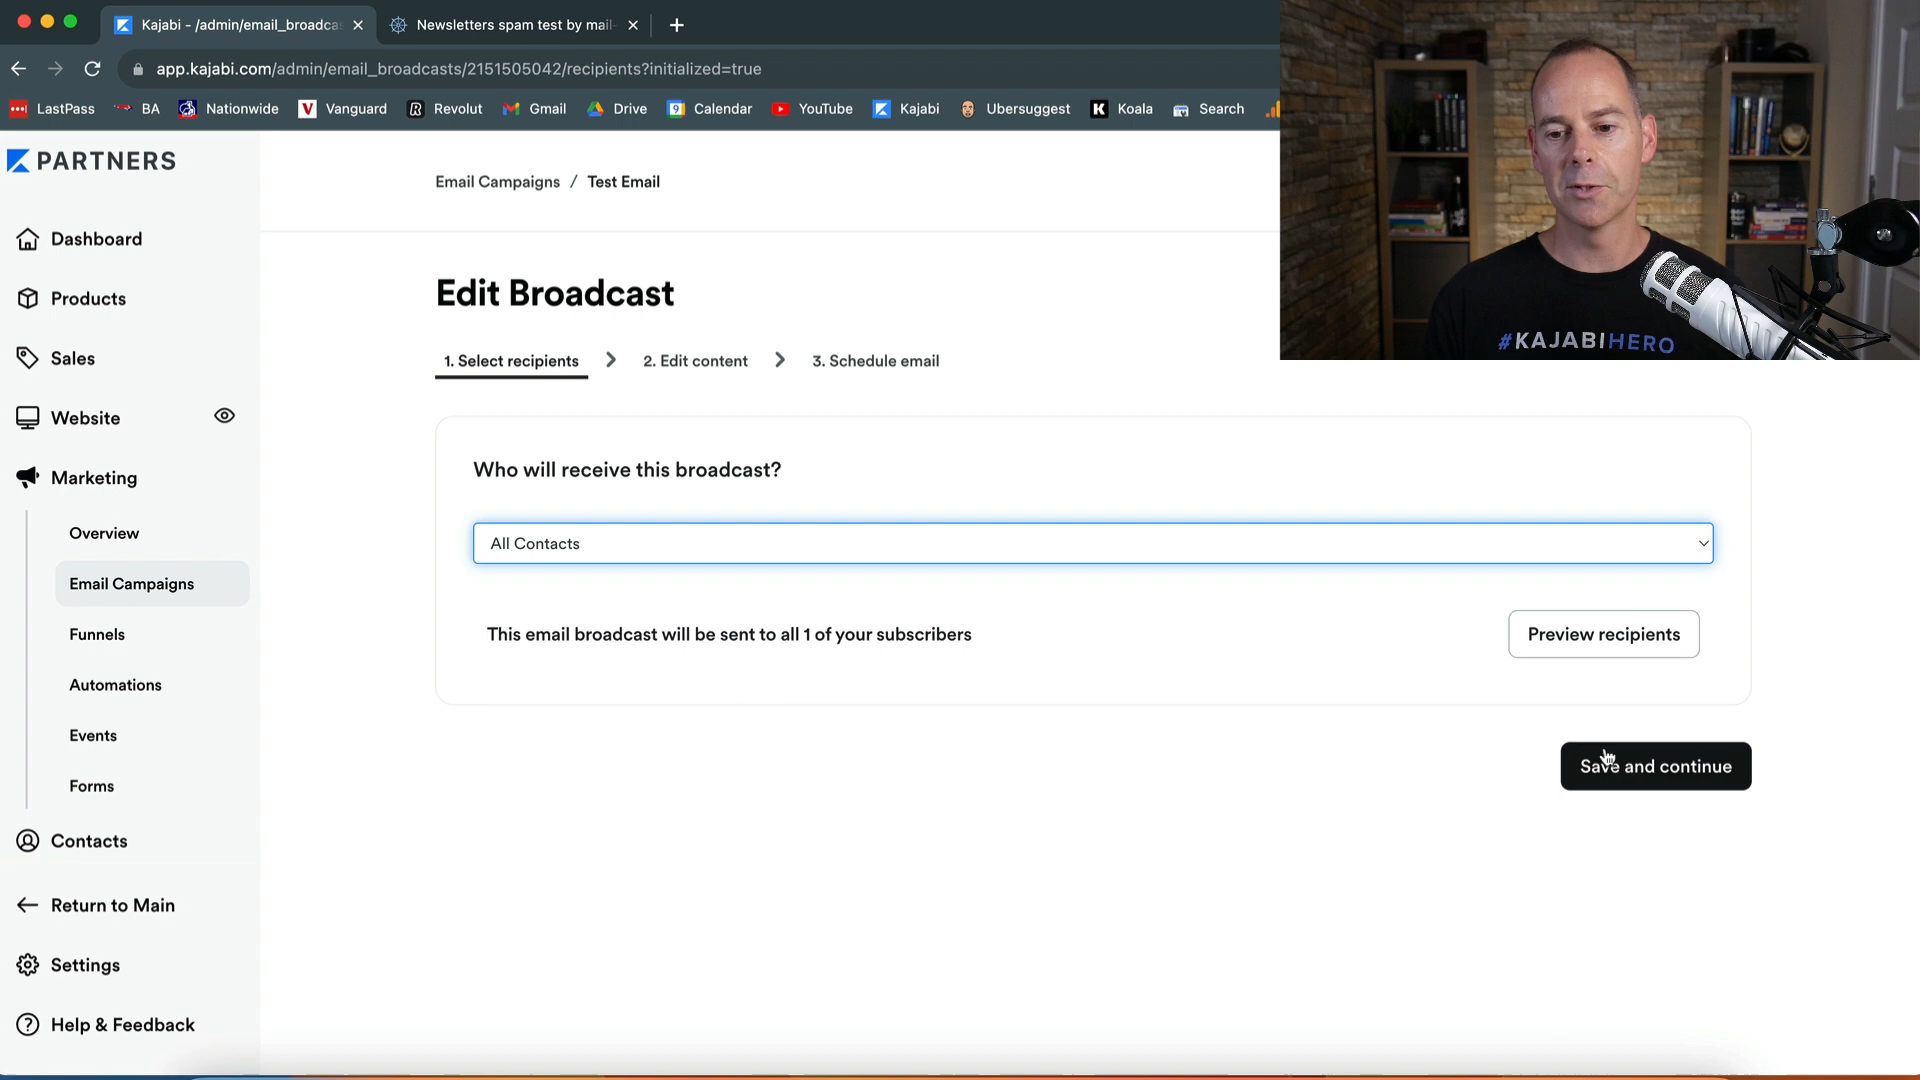 Kajabi - /admin/email_broadca
Newsletters spam test by mail-
app.kajabi.com/admin/email_broadcasts/2151505042/recipients?initialized=true
LastPass
BA
Nationwide
Vanguard
Revolut
Gmail
Drive
Calendar
YouTube
Kajabi
Ubersuggest
Koala
Search
PARTNERS
Dashboard
Products
Sales
Website
Marketing
Overview
Email Campaigns
Funnels
Automations
Events
Forms
Contacts
Return to Main
Settings
Help & Feedback
Email Campaigns / Test Email
Edit Broadcast
1. Select recipients
2. Edit content
3. Schedule email
Who will receive this broadcast?
All Contacts
This email broadcast will be sent to all 1 of your subscribers
Preview recipients
Save and continue
#KAJABIHERO